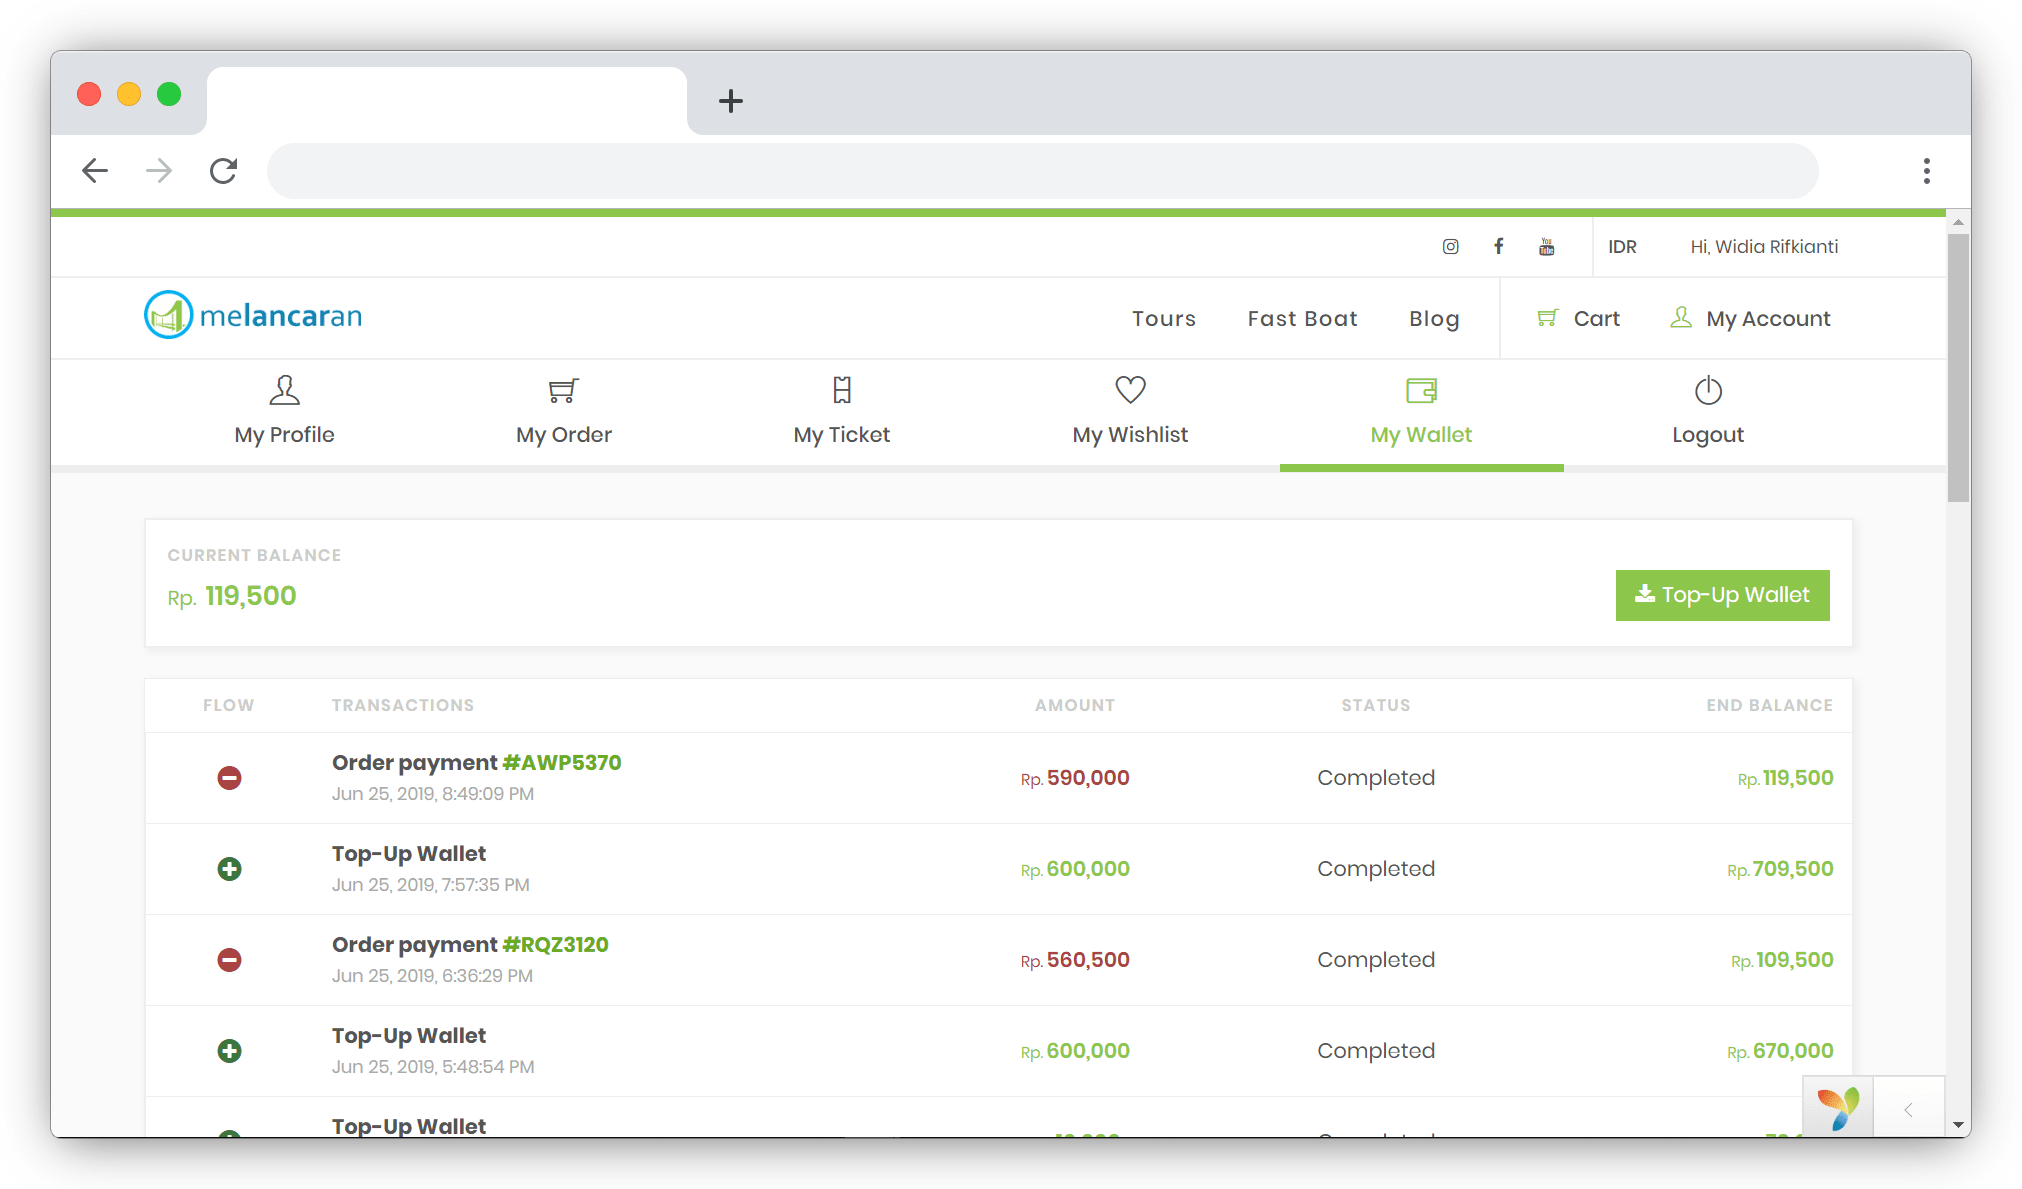 You Tube
IDR
Hi, Widia Rifkianti
melancaran
Tours
Fast Boat
Blog
Cart
My Account
My Profile
My Order
My Ticket
My Wishlist
My Wallet
Logout
CURRENT BALANCE
Rp. 119,500
Top-Up Wallet
FLOW TRANSACTIONS AMOUNT STATUS END BALANCE
Order payment #AWP5370
Jun 25, 2019, 8:49:09 PM
Rp. 590,000
Completed
Rp. 119,500
Top-Up Wallet
Jun 25, 2019, 7:57:35 PM
Rp. 600,000
Completed
Rp. 709,500
Order payment #RQZ3120
Jun 25, 2019, 6:36:29 PM
Rp. 560,500
Completed
Rp. 109,500
Top-Up Wallet
Jun 25, 2019, 5:48:54 PM
Rp. 600,000
Completed
Rp. 670,000
Top-Up Wallet